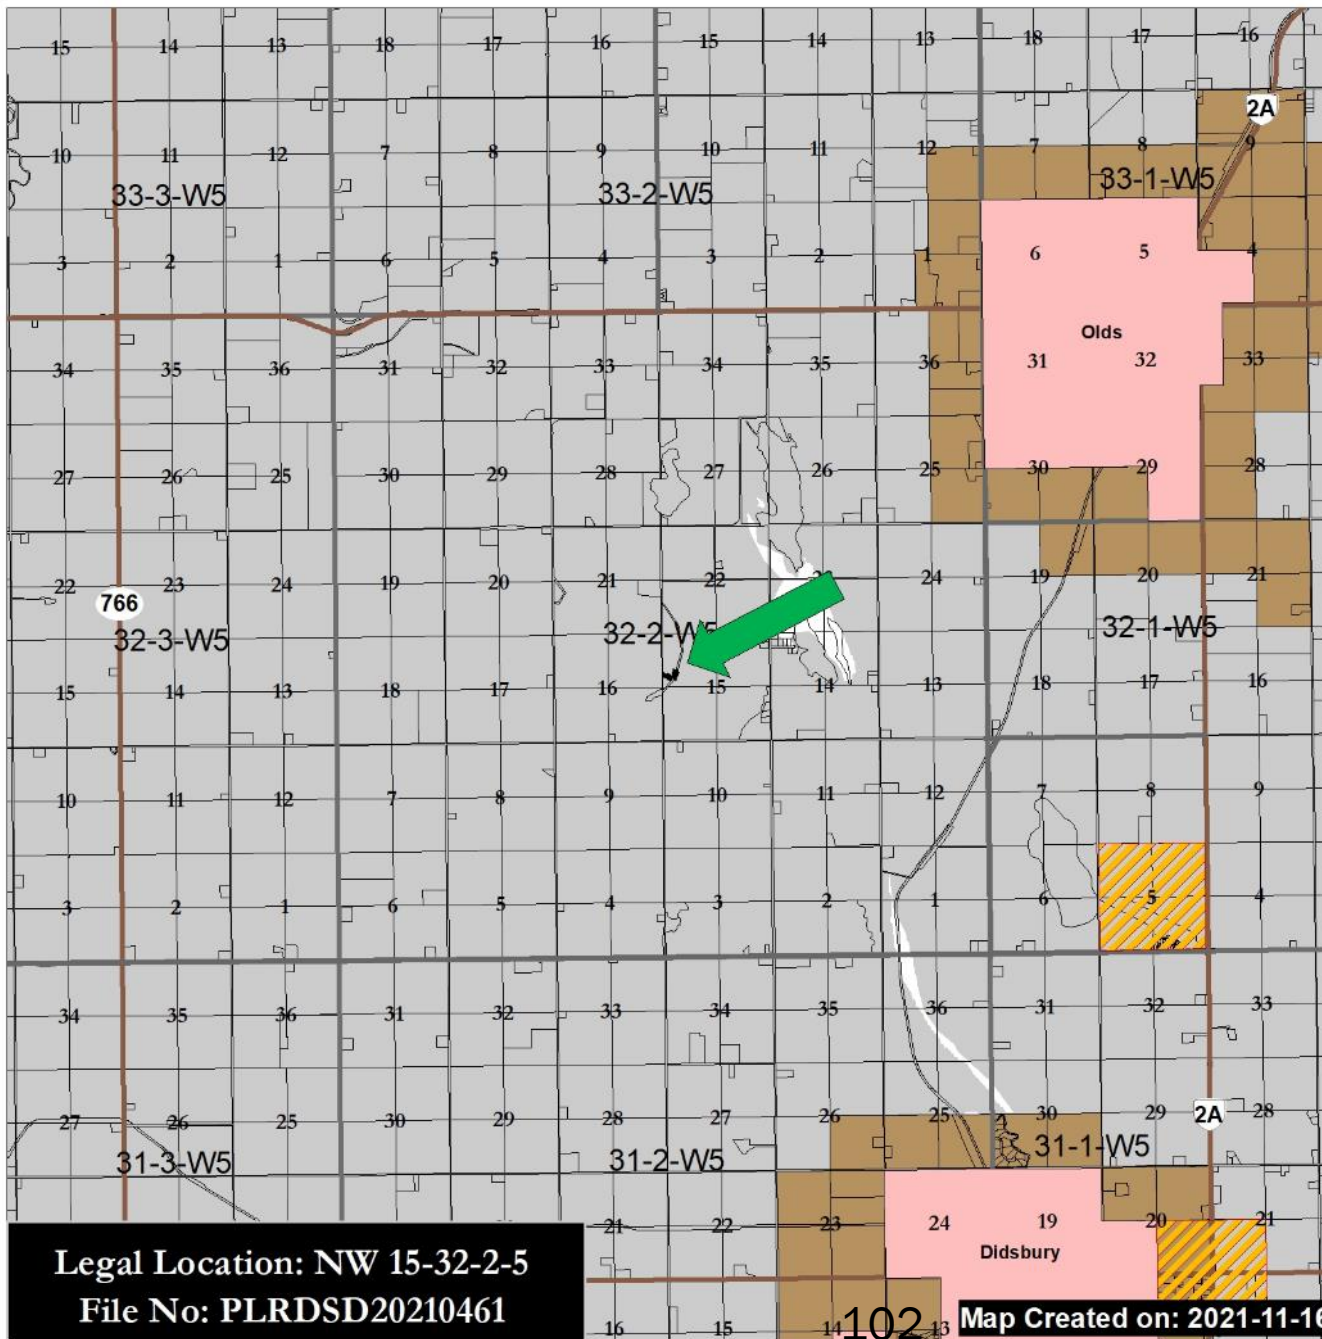 15 14 13 18 17 16 15 14 13 18 17 16
2A
10 11 12 7 8 9 10 11 12 7 8 9
33-3-W5 33-2-W5 33-1-W5
3 2 1 6 5 4 3 2 1 6 5 4
Olds
34 35 36 31 32 33 34 35 36 31 32 33
27 26 25 30 29 28 27 26 25 30 29 28
22 23 24 19 20 21 22 24 19 20 21
766
32-3-W5 32-2-W5 32-1-W5
15 14 13 18 17 16 15 14 13 18 17 16
10 11 12 7 8 9 10 11 12 7 8 9
3 2 1 6 5 4 3 2 1 6 5 4
34 35 36 31 32 33 34 35 36 31 32 33
27 26 25 30 29 28 27 26 25 30 29 28
2A
31-3-W5 31-2-W5 31-1-W5
21 22 23 24 19 20 21
Didsbury
Legal Location: NW 15-32-2-5
File No: PLRDSD20210461
16 15 14 13
102
Map Created on: 2021-11-16